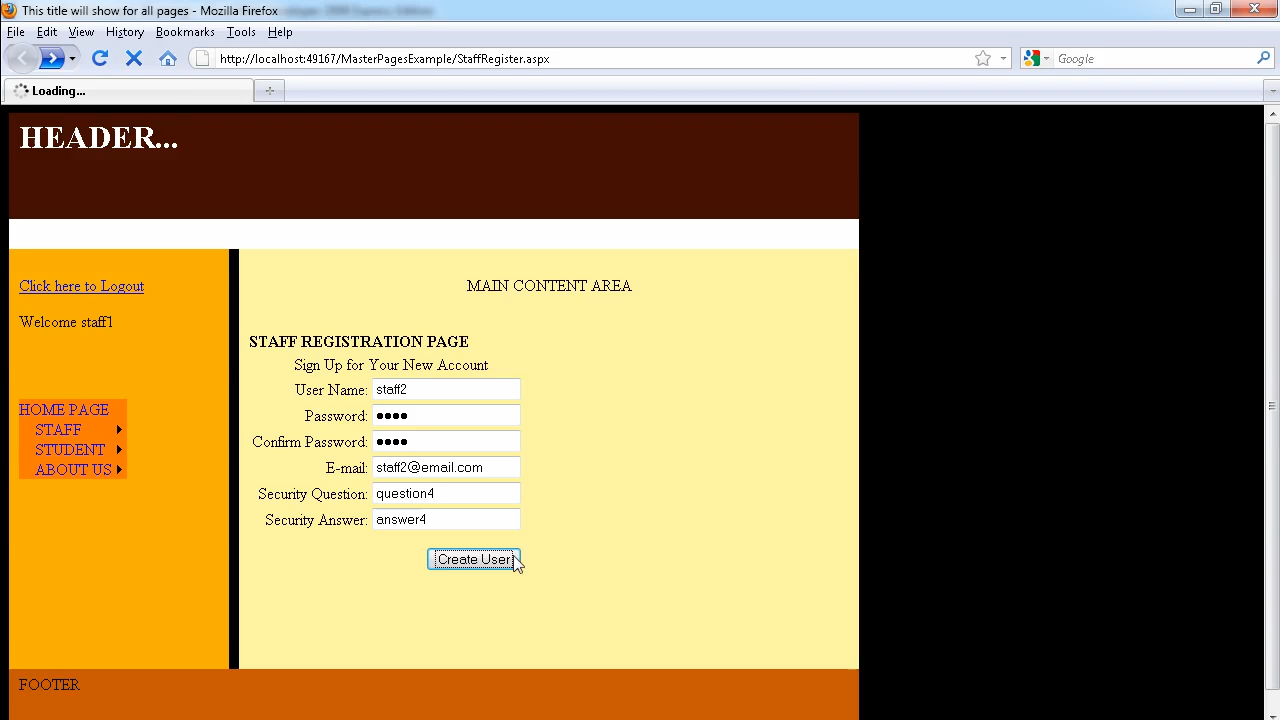 This title will show for all pages - Mozilla Firefox
File Edit View History Bookmarks Tools Help
http://localhost:49167/MasterPagesExample/StaffRegister.aspx
Google
Loading...
HEADER...
Click here to Logout
Welcome staff1
HOME PAGE
STAFF
STUDENT
ABOUT US
MAIN CONTENT AREA
STAFF REGISTRATION PAGE
Sign Up for Your New Account
User Name: staff2
Password: ●●●●
Confirm Password: ●●●●
E-mail: staff2@email.com
Security Question: question4
Security Answer: answer4
Create User
FOOTER